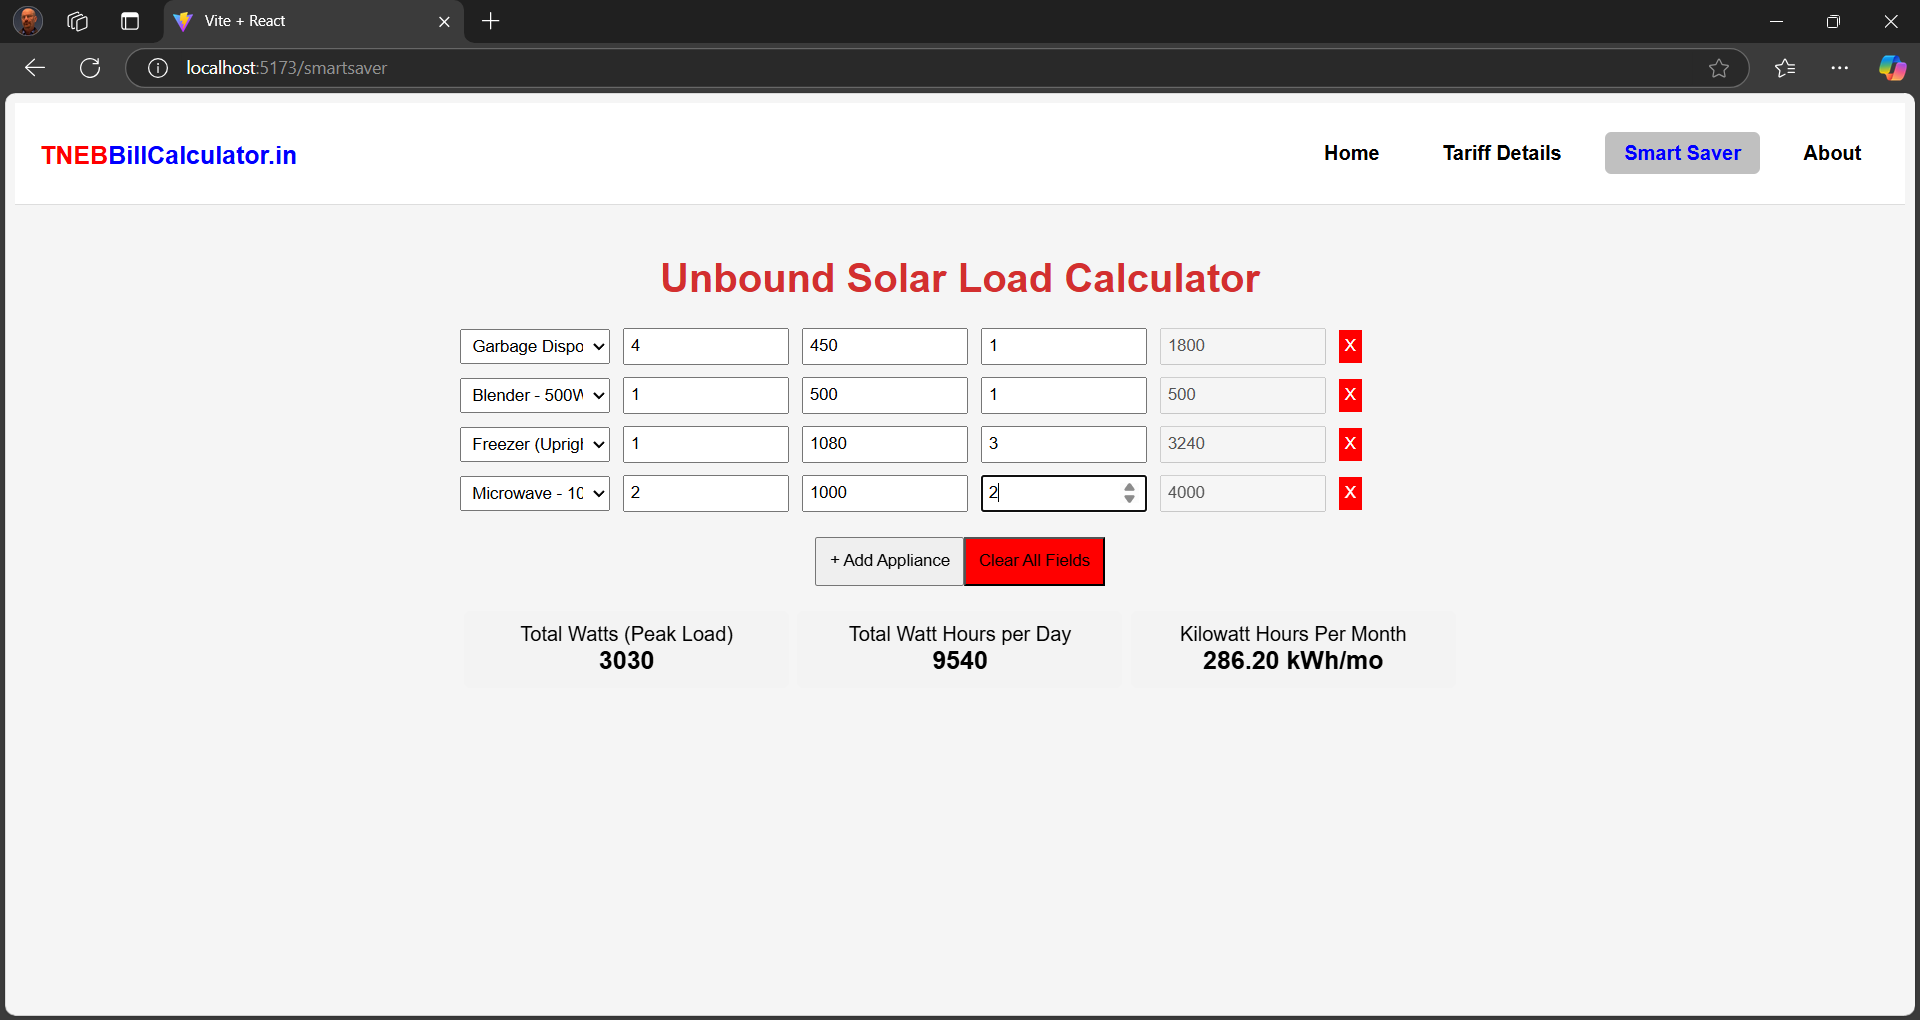 Vite + React
localhost:5173/smartsaver
TNEBBillCalculator.in
Home
Tariff Details
Smart Saver
About
Unbound Solar Load Calculator
Garbage Dispo
4
450
1
1800
X
Blender - 500W
1
500
1
500
X
Freezer (Uprigh
1
1080
3
3240
X
Microwave - 10
2
1000
2
4000
X
+ Add Appliance
Clear All Fields
Total Watts (Peak Load)
3030
Total Watt Hours per Day
9540
Kilowatt Hours Per Month
286.20 kWh/mo